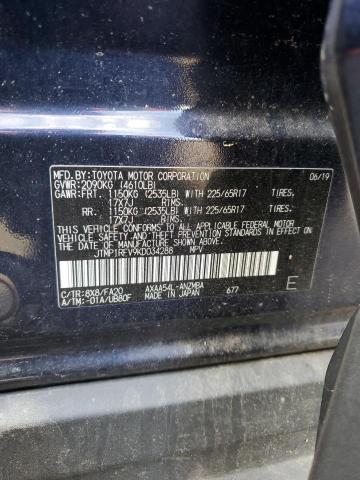 MFD.BY:TOYOTA MOTOR CORPORATION 06/19
GVWR:2090KG (4610LB)
GAWR:FRT. 1150KG (2535LB) WITH 225/65R17 TIRES,
17X7J RIMS,
RR. 1150KG (2535LB) WITH 225/65R17 TIRES,
17X7J RIMS,
THIS VEHICLE CONFORMS TO ALL APPLICABLE
FEDERAL MOTOR VEHICLE SAFETY, BUMPER, AND
THEFT PREVENTION STANDARDS IN EFFECT ON THE
DATE OF MANUFACTURE SHOWN ABOVE.
JTMP1RFV9KD034288 MPV
C/TR:8X8/FA20 AXAA54L-ANZMBA
A/TM:-01A/UB80F MADE IN JAPAN 677
E